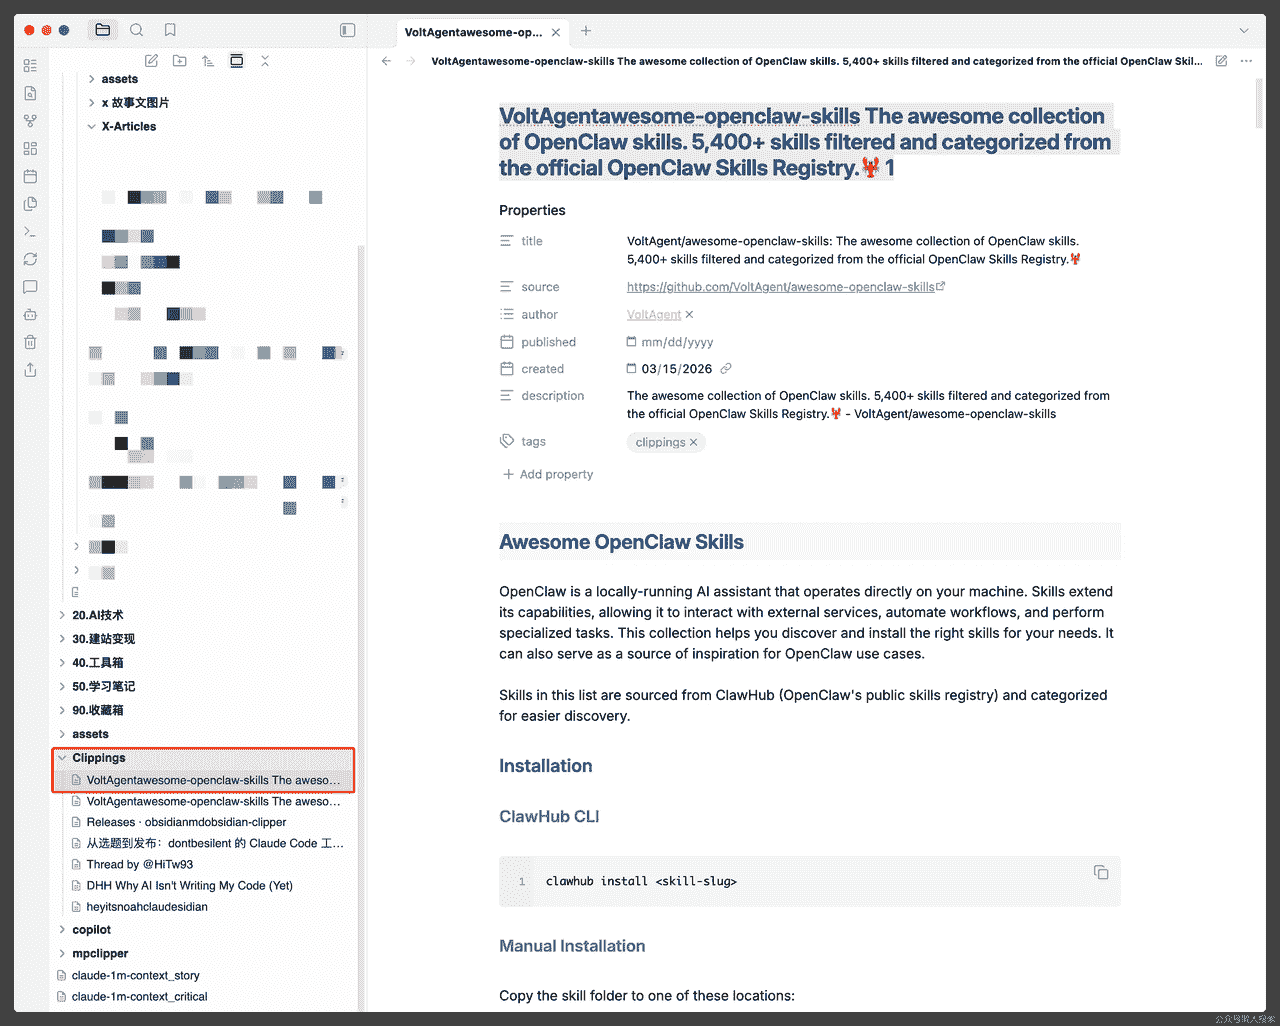 VoltAgentawesome-op...
VoltAgentawesome-openclaw-skills The awesome collection of OpenClaw skills. 5,400+ skills filtered and categorized from the official OpenClaw Skil...
assets
x 故事文图片
X-Articles
20.AI技术
30.建站变现
40.工具箱
50.学习笔记
90.收藏箱
assets
Clippings
VoltAgentawesome-openclaw-skills The aweso...
VoltAgentawesome-openclaw-skills The aweso...
Releases · obsidianmdobsidian-clipper
从选题到发布：dontbesilent 的 Claude Code 工...
Thread by @HiTw93
DHH Why AI Isn't Writing My Code (Yet)
heyitsnoahclaudesidian
copilot
mpclipper
claude-1m-context_story
claude-1m-context_critical
VoltAgentawesome-openclaw-skills The awesome collection
of OpenClaw skills. 5,400+ skills filtered and categorized from
the official OpenClaw Skills Registry.🦞 1
Properties
title
VoltAgent/awesome-openclaw-skills: The awesome collection of OpenClaw skills.
5,400+ skills filtered and categorized from the official OpenClaw Skills Registry.🦞
source
https://github.com/VoltAgent/awesome-openclaw-skills
author
VoltAgent
published
mm/dd/yyyy
created
03/15/2026
description
The awesome collection of OpenClaw skills. 5,400+ skills filtered and categorized from
the official OpenClaw Skills Registry.🦞 - VoltAgent/awesome-openclaw-skills
tags
clippings
Add property
Awesome OpenClaw Skills
OpenClaw is a locally-running AI assistant that operates directly on your machine. Skills extend
its capabilities, allowing it to interact with external services, automate workflows, and perform
specialized tasks. This collection helps you discover and install the right skills for your needs. It
can also serve as a source of inspiration for OpenClaw use cases.
Skills in this list are sourced from ClawHub (OpenClaw's public skills registry) and categorized
for easier discovery.
Installation
ClawHub CLI
1 clawhub install <skill-slug>
Manual Installation
Copy the skill folder to one of these locations: